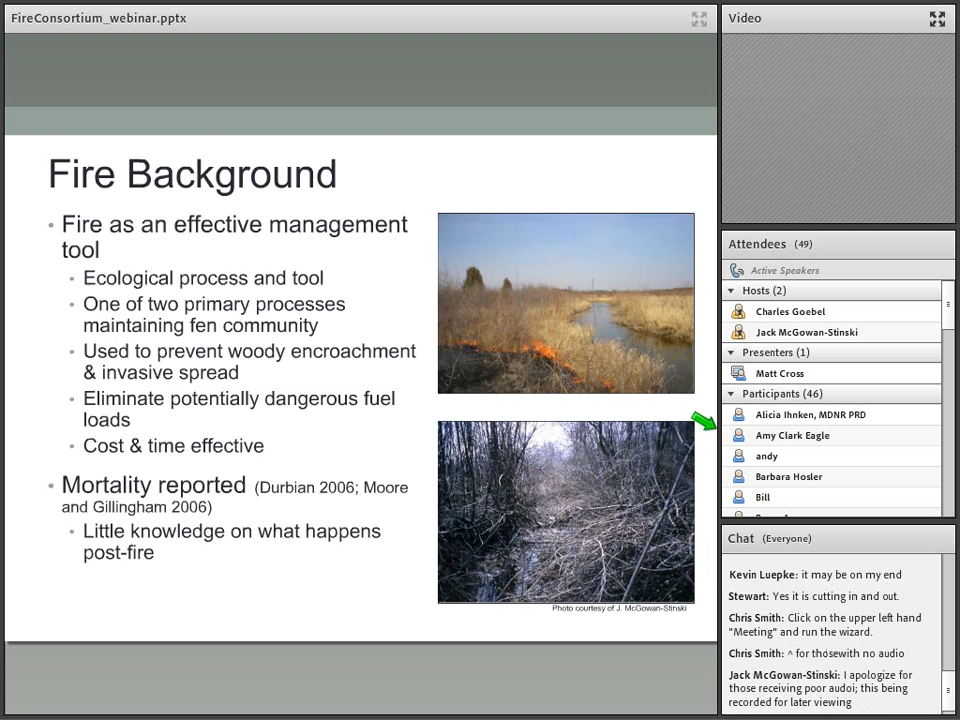 FireConsortium_webinar.pptx
Fire Background
• Fire as an effective management
tool
• Ecological process and tool
• One of two primary processes
maintaining fen community
• Used to prevent woody encroachment
& invasive spread
• Eliminate potentially dangerous fuel
loads
• Cost & time effective
• Mortality reported (Durbian 2006; Moore
and Gillingham 2006)
• Little knowledge on what happens
post-fire
Photo courtesy of J. McGowan-Stinski
Video
Attendees (49)
Active Speakers
Hosts (2)
Charles Goebel
Jack McGowan-Stinski
Presenters (1)
Matt Cross
Participants (46)
Alicia Ihnken, MDNR PRD
Amy Clark Eagle
andy
Barbara Hosler
Bill
Chat (Everyone)
Kevin Luepke: it may be on my end
Stewart: Yes it is cutting in and out.
Chris Smith: Click on the upper left hand
"Meeting" and run the wizard.
Chris Smith: ^ for thosewith no audio
Jack McGowan-Stinski: I apologize for
those receiving poor audoi; this being
recorded for later viewing